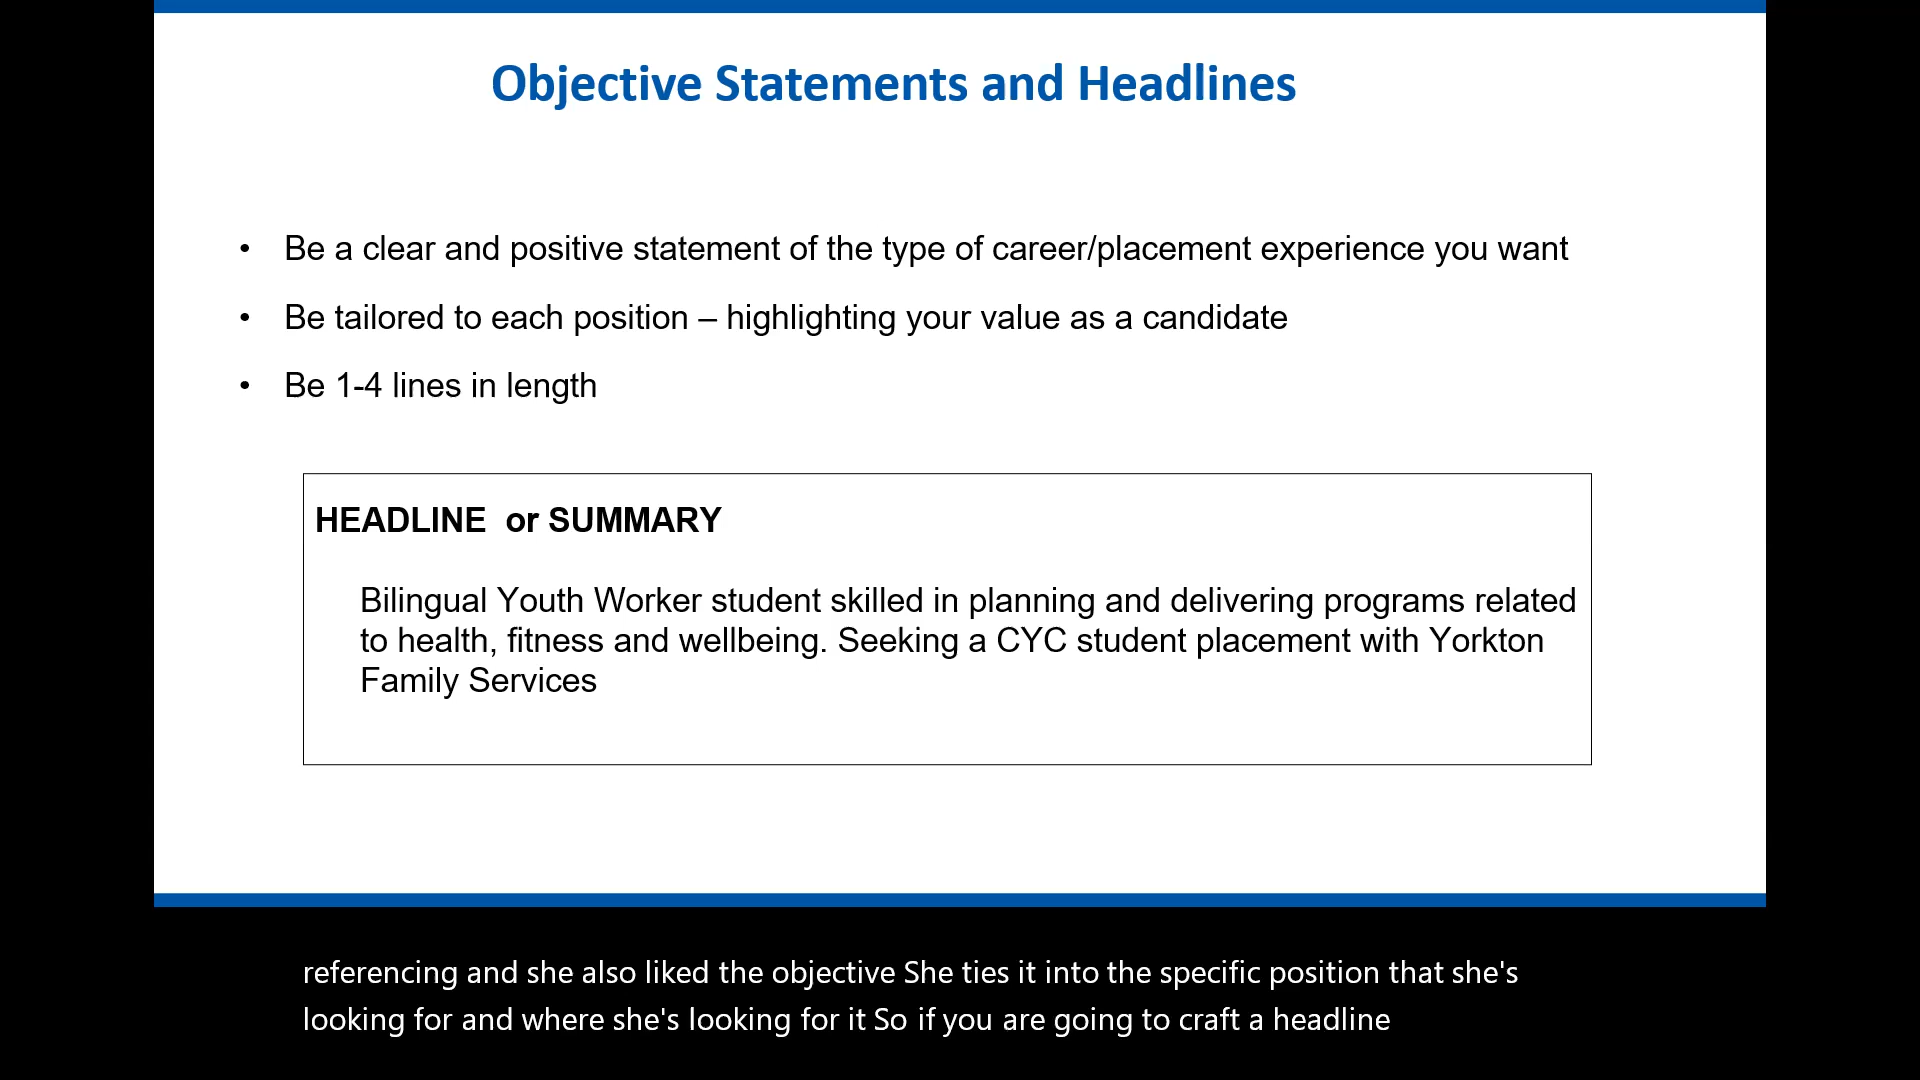 Objective Statements and Headlines
• Be a clear and positive statement of the type of career/placement experience you want
• Be tailored to each position – highlighting your value as a candidate
• Be 1-4 lines in length
HEADLINE  or SUMMARY
Bilingual Youth Worker student skilled in planning and delivering programs related
to health, fitness and wellbeing. Seeking a CYC student placement with Yorkton
Family Services
referencing and she also liked the objective She ties it into the specific position that she's
looking for and where she's looking for it So if you are going to craft a headline